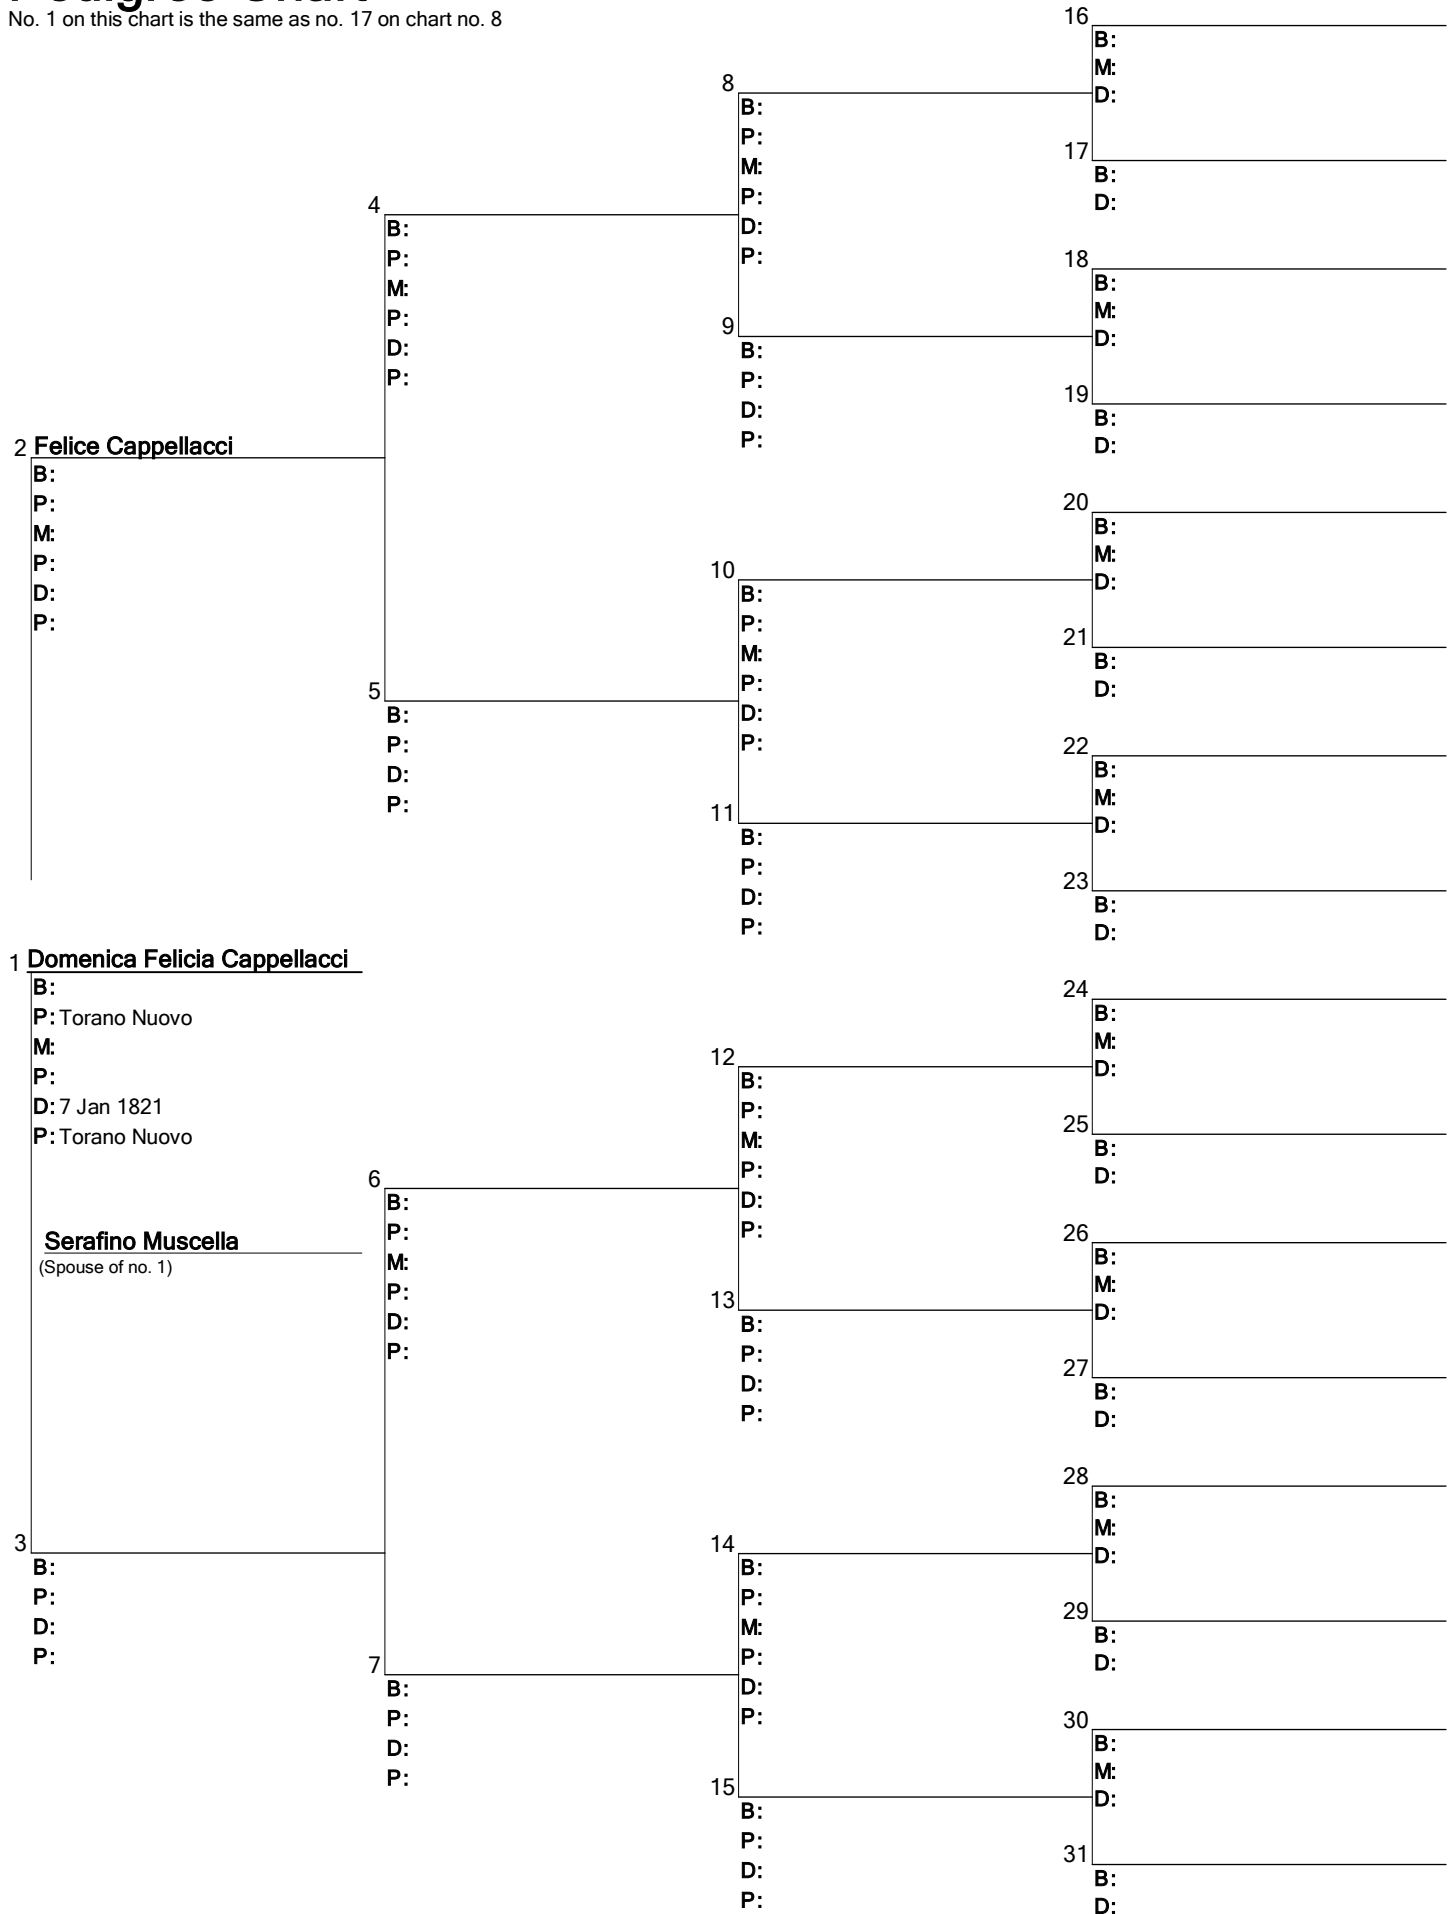 Pedigree Chart
No. 1 on this chart is the same as no. 17 on chart no. 8
2 Felice Cappellacci
B:
P:
M:
P:
D:
P:
1 Domenica Felicia Cappellacci
B:
P: Torano Nuovo
M:
P:
D: 7 Jan 1821
P: Torano Nuovo
Serafino Muscella
(Spouse of no. 1)
3
B:
P:
D:
P:
4
B:
P:
M:
P:
D:
P:
5
B:
P:
D:
P:
6
B:
P:
M:
P:
D:
P:
7
B:
P:
D:
P:
8
B:
P:
M:
P:
D:
P:
9
B:
P:
D:
P:
10
B:
P:
M:
P:
D:
P:
11
B:
P:
D:
P:
12
B:
P:
M:
P:
D:
P:
13
B:
P:
D:
P:
14
B:
P:
M:
P:
D:
P:
15
B:
P:
D:
P:
16
B:
M:
D:
17
B:
D:
18
B:
M:
D:
19
B:
D:
20
B:
M:
D:
21
B:
D:
22
B:
M:
D:
23
B:
D:
24
B:
M:
D:
25
B:
D:
26
B:
M:
D:
27
B:
D:
28
B:
M:
D:
29
B:
D:
30
B:
M:
D:
31
B:
D: